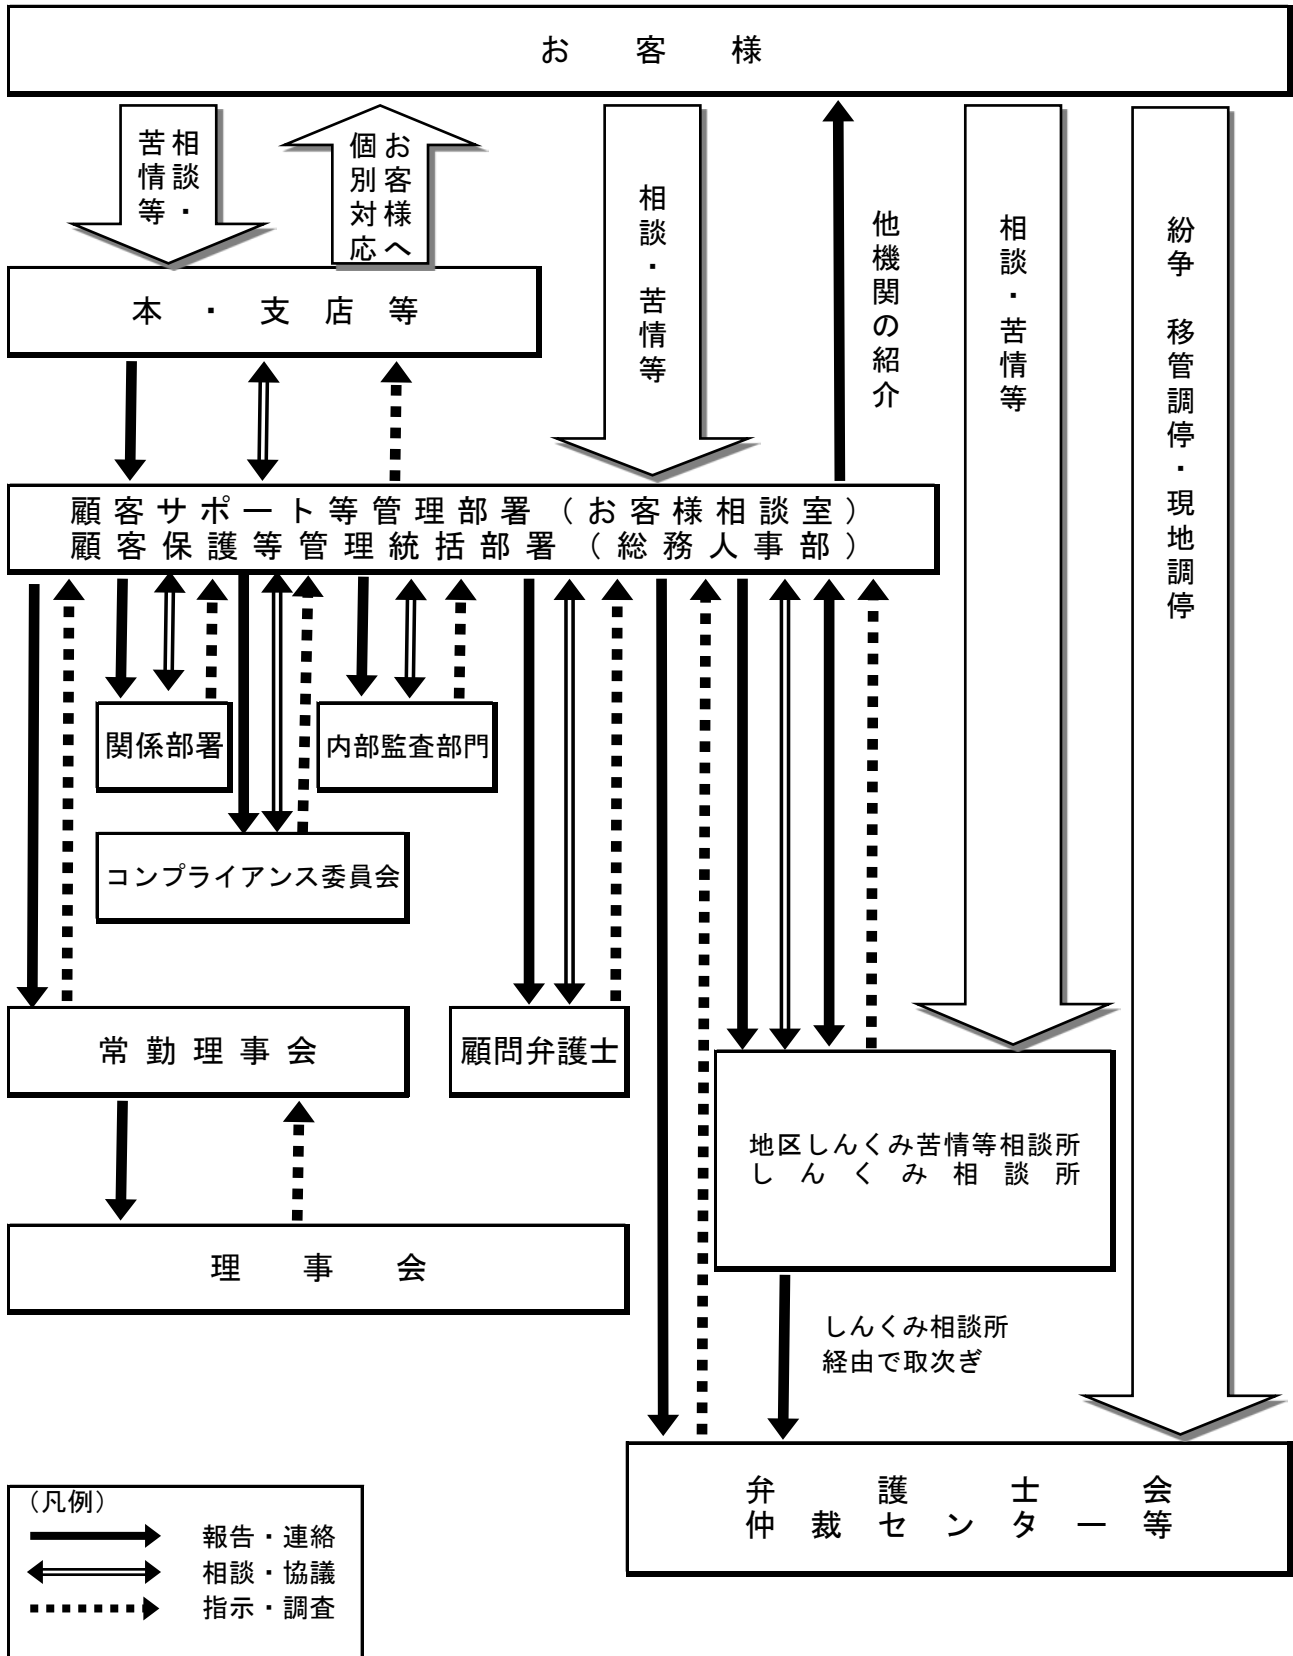 お客様
相談・
苦情等
お客様へ
個別対応
相談・苦情等
他機関の紹介
相談・苦情等
紛争 移管調停・現地調停
本・支店等
顧客サポート等管理部署（お客様相談室）
顧客保護等管理統括部署（総務人事部）
関係部署
内部監査部門
コンプライアンス委員会
常勤理事会
顧問弁護士
地区しんくみ苦情等相談所
しんくみ相談所
理事会
しんくみ相談所
経由で取次ぎ
弁護士会
仲裁センター等
（凡例）
報告・連絡
相談・協議
指示・調査